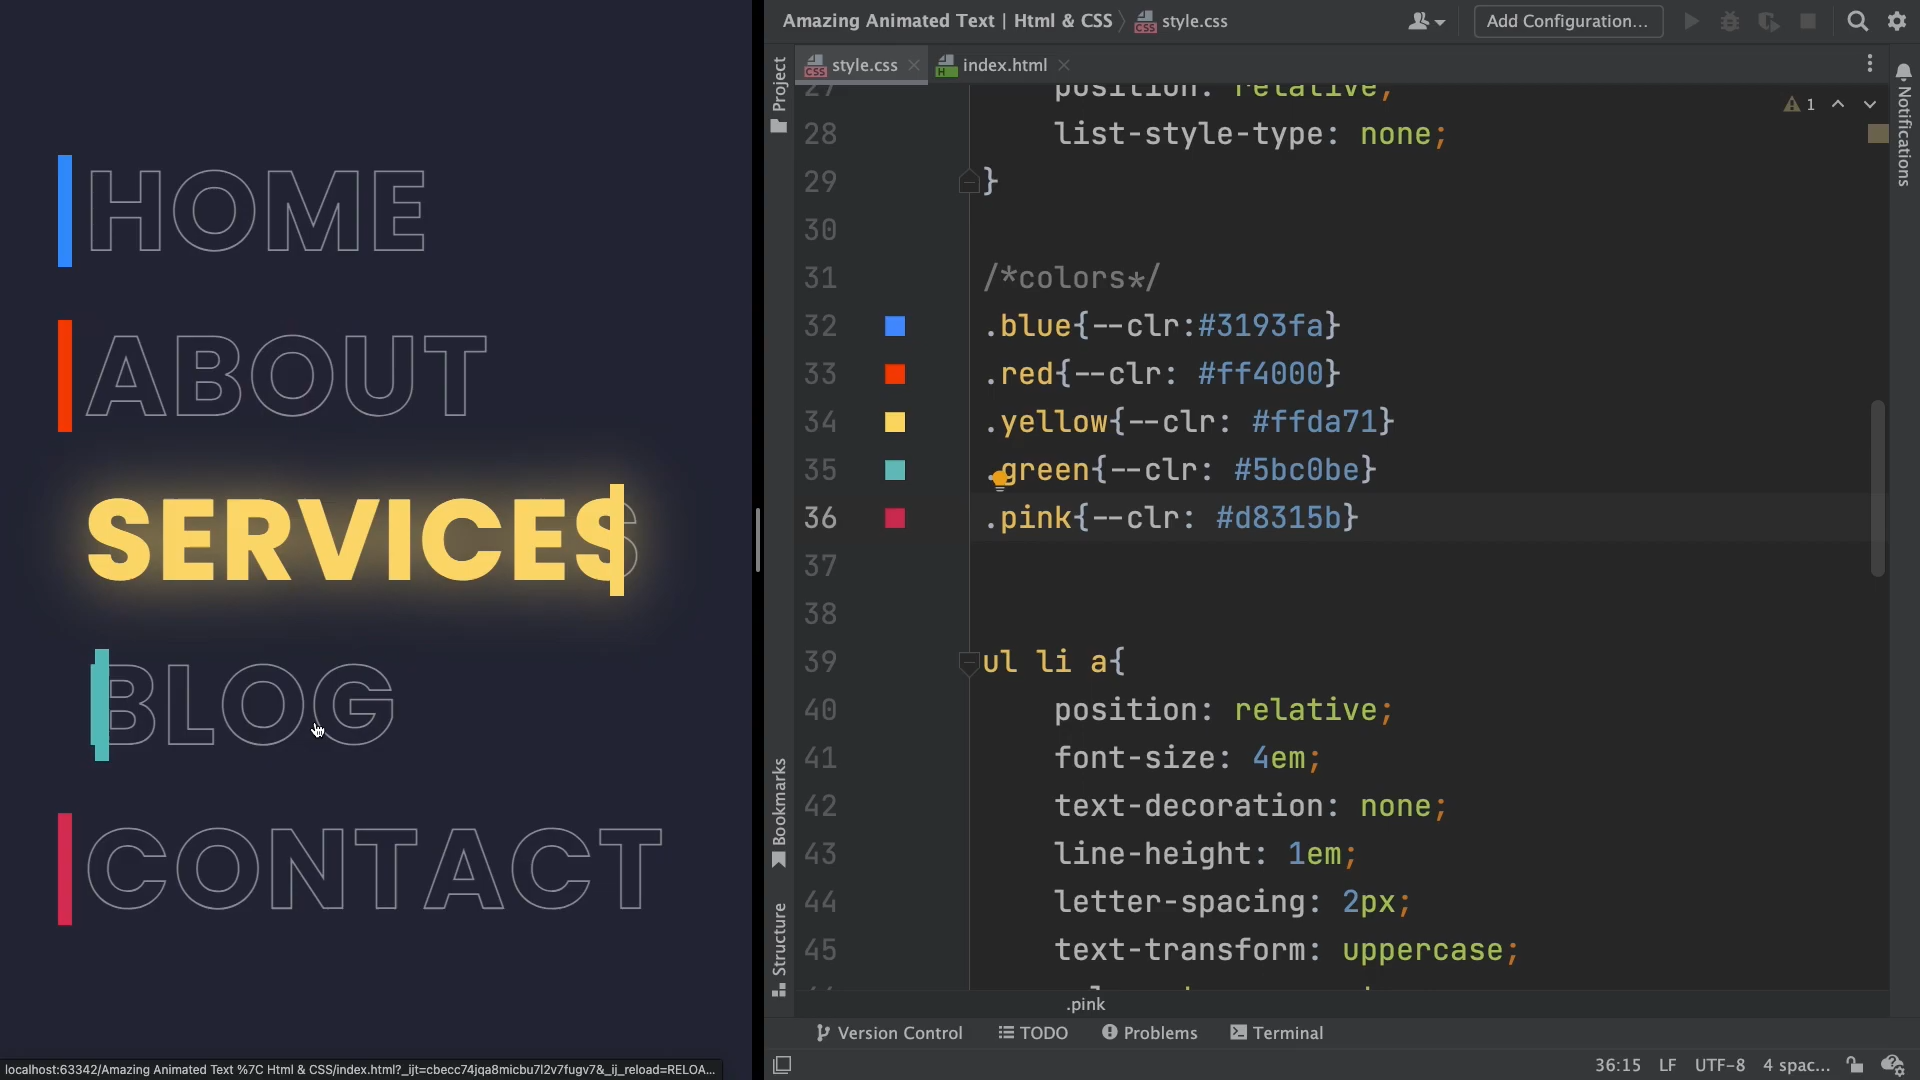 HOME
ABOUT
SERVICES
BLOG
CONTACT
localhost:63342/Amazing Animated Text %7C Html & CSS/index.html?_ijt=cbecc74jqa8micbu7l2v7fugv7&_ij_reload=RELOA...
Amazing Animated Text | Html & CSS
style.css
Add Configuration...
style.css
index.html
Project
Notifications
Bookmarks
Structure
1
27 position: relative;
28 list-style-type: none;
29 }
30
31 /*colors*/
32 .blue{--clr:#3193fa}
33 .red{--clr: #ff4000}
34 .yellow{--clr: #ffda71}
35 .green{--clr: #5bc0be}
36 .pink{--clr: #d8315b}
37
38
39 ul li a{
40 position: relative;
41 font-size: 4em;
42 text-decoration: none;
43 line-height: 1em;
44 letter-spacing: 2px;
45 text-transform: uppercase;
.pink
Version Control
TODO
Problems
Terminal
36:15 LF UTF-8 4 spac...